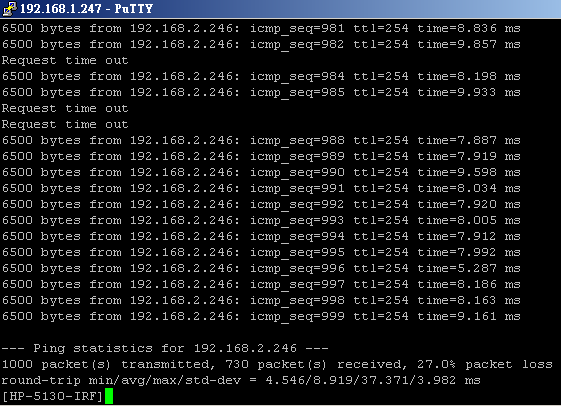 192.168.1.247 - PuTTY
6500 bytes from 192.168.2.246: icmp_seq=981 ttl=254 time=8.836 ms
6500 bytes from 192.168.2.246: icmp_seq=982 ttl=254 time=9.857 ms
Request time out
6500 bytes from 192.168.2.246: icmp_seq=984 ttl=254 time=8.198 ms
6500 bytes from 192.168.2.246: icmp_seq=985 ttl=254 time=9.933 ms
Request time out
Request time out
6500 bytes from 192.168.2.246: icmp_seq=988 ttl=254 time=7.887 ms
6500 bytes from 192.168.2.246: icmp_seq=989 ttl=254 time=7.919 ms
6500 bytes from 192.168.2.246: icmp_seq=990 ttl=254 time=9.598 ms
6500 bytes from 192.168.2.246: icmp_seq=991 ttl=254 time=8.034 ms
6500 bytes from 192.168.2.246: icmp_seq=992 ttl=254 time=7.920 ms
6500 bytes from 192.168.2.246: icmp_seq=993 ttl=254 time=8.005 ms
6500 bytes from 192.168.2.246: icmp_seq=994 ttl=254 time=7.912 ms
6500 bytes from 192.168.2.246: icmp_seq=995 ttl=254 time=7.992 ms
6500 bytes from 192.168.2.246: icmp_seq=996 ttl=254 time=5.287 ms
6500 bytes from 192.168.2.246: icmp_seq=997 ttl=254 time=8.186 ms
6500 bytes from 192.168.2.246: icmp_seq=998 ttl=254 time=8.163 ms
6500 bytes from 192.168.2.246: icmp_seq=999 ttl=254 time=9.161 ms
--- Ping statistics for 192.168.2.246 ---
1000 packet(s) transmitted, 730 packet(s) received, 27.0% packet loss
round-trip min/avg/max/std-dev = 4.546/8.919/37.371/3.982 ms
[HP-5130-IRF]